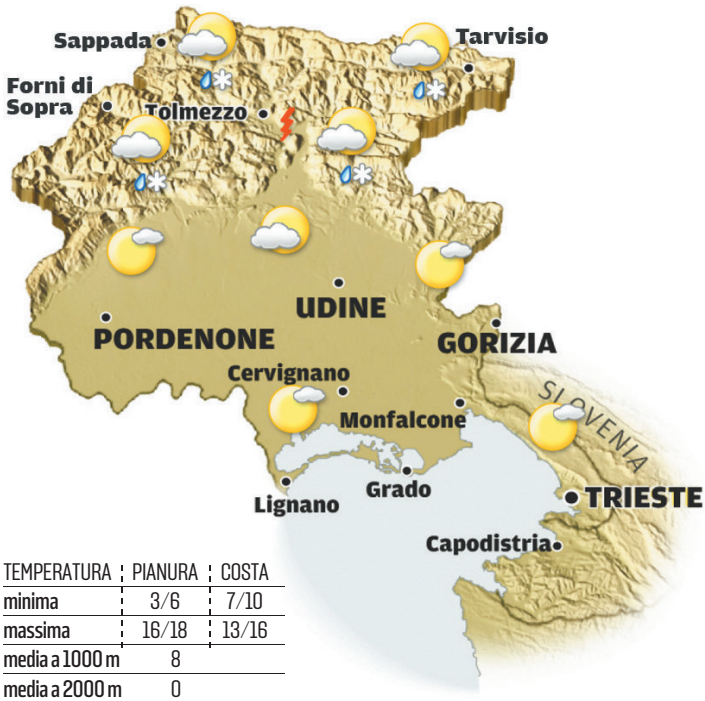 Sappada
Tarvisio
Forni di
Sopra
Tolmezzo
UDINE
PORDENONE
GORIZIA
Cervignano
SLOVENIA
Monfalcone
Lignano
Grado
TRIESTE
Capodistria
TEMPERATURA PIANURA COSTA
minima 3/6 7/10
massima 16/18 13/16
media a 1000 m 8
media a 2000 m 0